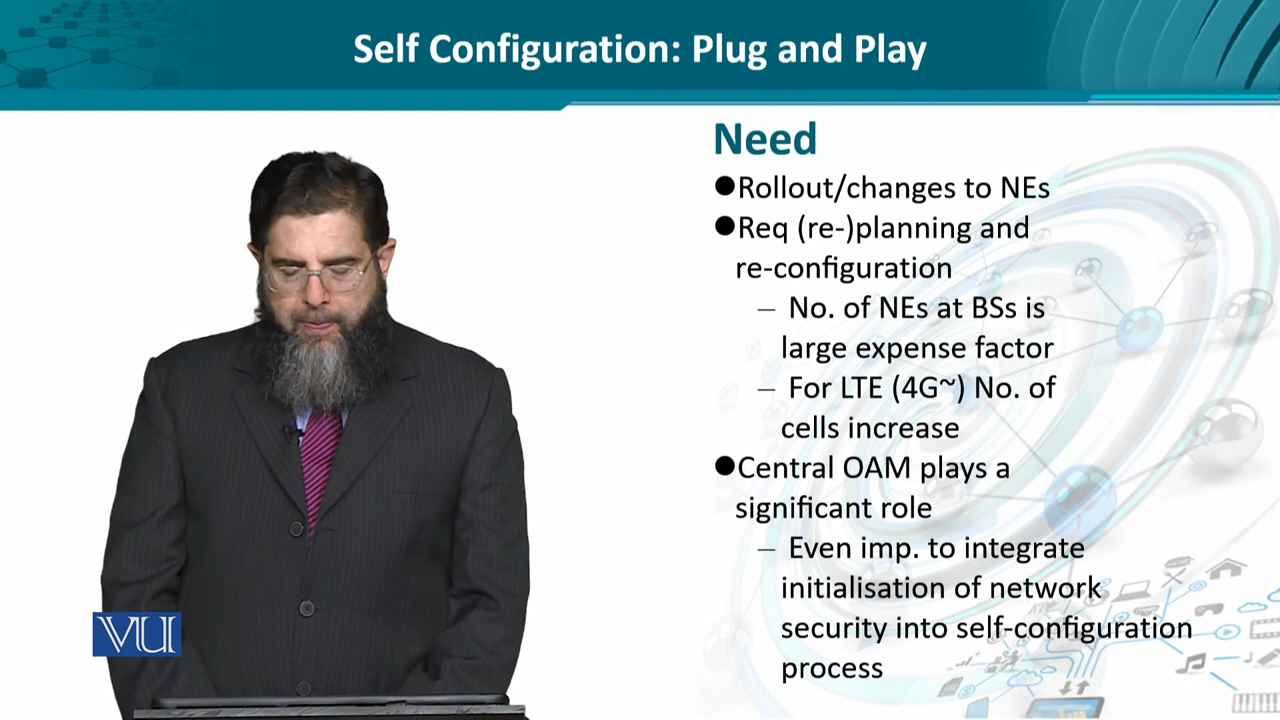 Self Configuration: Plug and Play
Need
●Rollout/changes to NEs
●Req (re-)planning and
re-configuration
– No. of NEs at BSs is
large expense factor
– For LTE (4G~) No. of
cells increase
●Central OAM plays a
significant role
– Even imp. to integrate
initialisation of network
security into self-configuration
process
VU